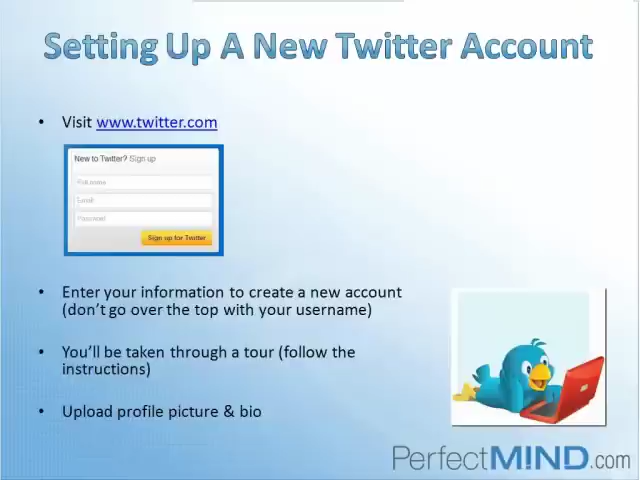 Setting Up A New Twitter Account
• Visit www.twitter.com
New to Twitter? Sign up
Full name
Email
Password
Sign up for Twitter
• Enter your information to create a new account
(don't go over the top with your username)
• You'll be taken through a tour (follow the
instructions)
• Upload profile picture & bio
PerfectMIND.com